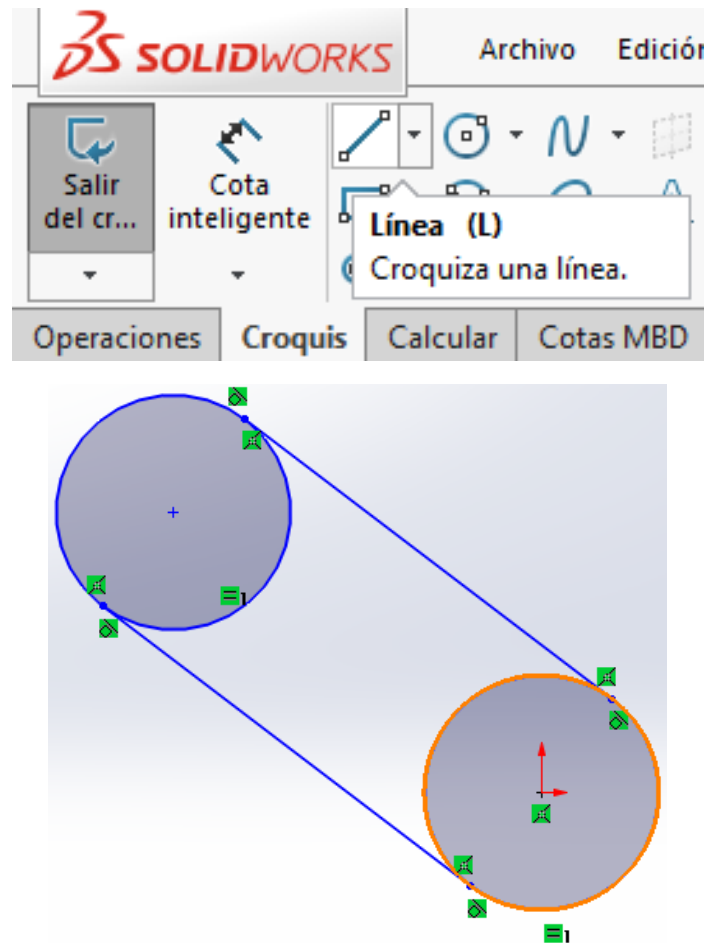 SOLIDWORKS
Archivo Edición
Salir
del cr...
Cota
inteligente
Línea (L)
Croquiza una línea.
Operaciones Croquis Calcular Cotas MBD
1
1